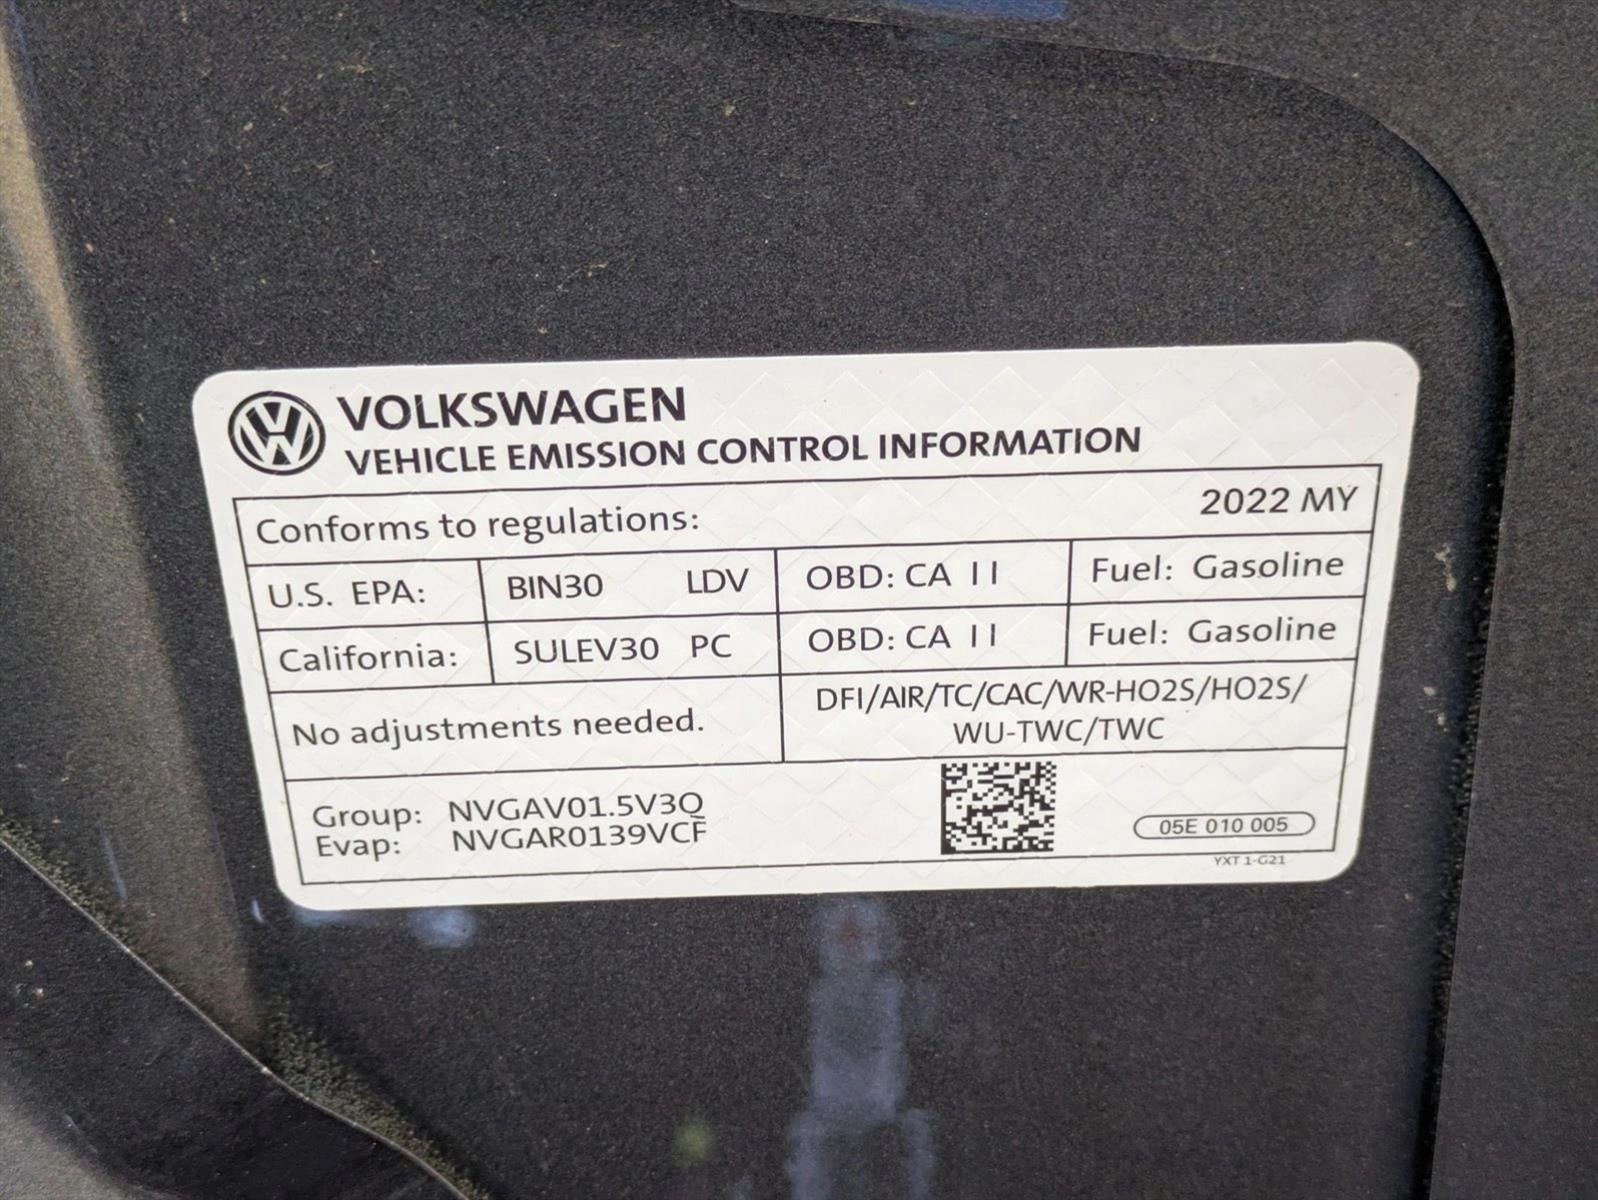 VOLKSWAGEN
VEHICLE EMISSION CONTROL INFORMATION
Conforms to regulations: 2022 MY
U.S. EPA: BIN30 LDV OBD: CA II Fuel: Gasoline
California: SULEV30 PC OBD: CA II Fuel: Gasoline
No adjustments needed. DFI/AIR/TC/CAC/WR-HO2S/HO2S/
WU-TWC/TWC
Group: NVGAV01.5V3Q
Evap: NVGAR0139VCF
05E 010 005
YXT 1-G21